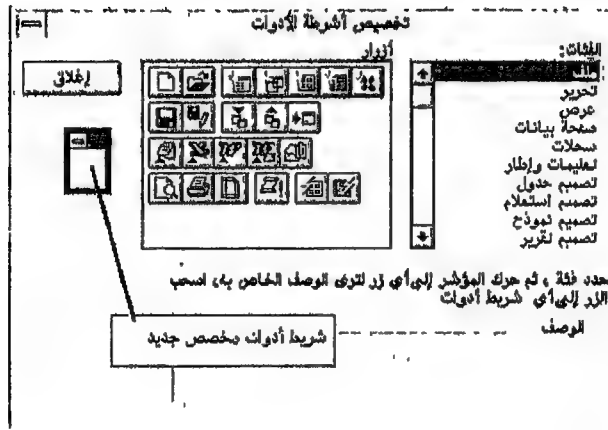 تخصيص أشرطة الأدوات
أزرار
الفئات:
إغلاق
ملف
تحرير
عرض
صفحة بيانات
سجلات
تعليمات وإطار
تصميم جدول
تصميم استعلام
تصميم نموذج
تصميم تقرير
حدد فئة ، ثم حرك المؤشر إلى أي زر لترى الوصف الخاص به، اسحب
الزر إلى أي شريط أدوات
الوصف
شريط أدوات مخصص جديد